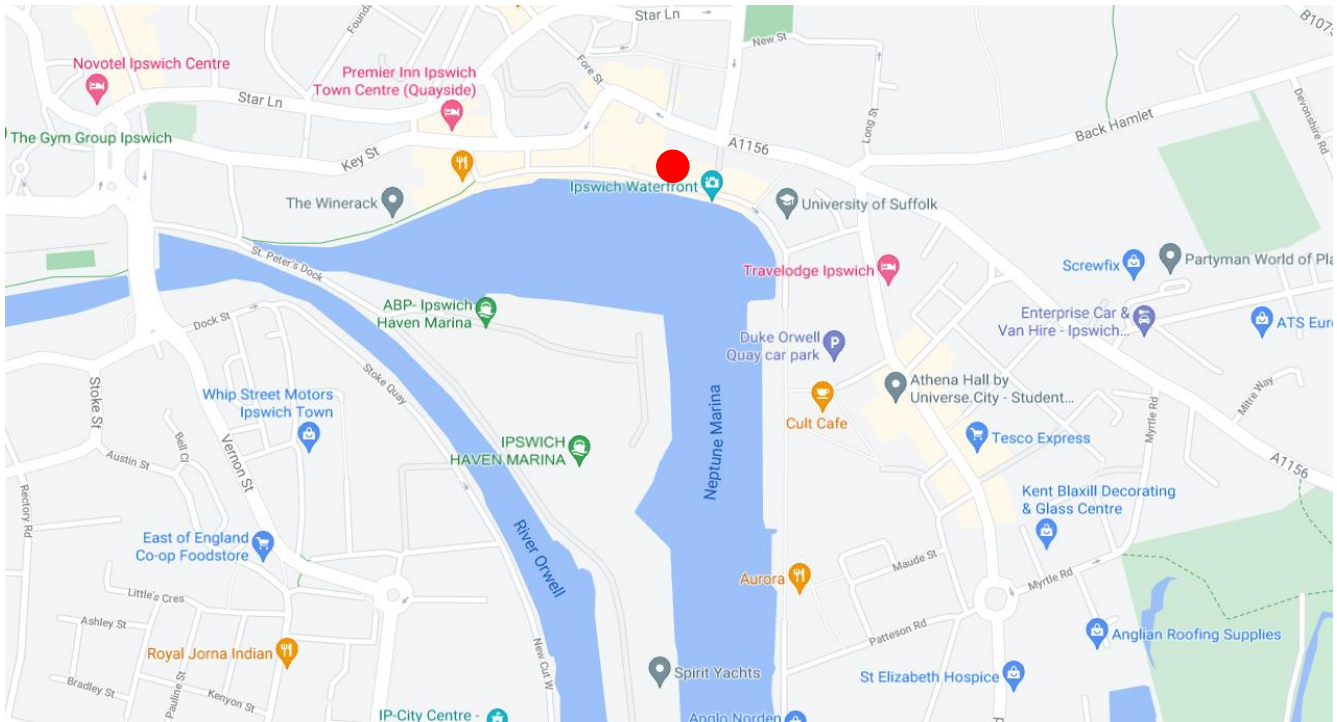 Star Ln
B1075
New St
Novotel Ipswich Centre
Premier Inn Ipswich
Town Centre (Quayside)
Fore St
Star Ln
Long St
Devonshire Rd
Back Hamlet
The Gym Group Ipswich
A1156
Key St
Ipswich Waterfront
The Winerack
University of Suffolk
St. Peter's Dock
Screwfix
Travelodge Ipswich
ABP- Ipswich
Haven Marina
Dock St
Enterprise Car &
Van Hire - Ipswich...
ATS Eur
Duke Orwell
Quay car park
Stoke Quay
Stoke St
Whip Street Motors
Ipswich Town
Athena Hall by
Universe.City - Student...
Mitre Way
Cult Cafe
Myrtle Rd
Vernon St
Bell Cl
Tesco Express
IPSWICH
HAVEN MARINA
Neptune Marina
Austin St
A1156
Rectory Rd
Kent Blaxill Decorating
& Glass Centre
East of England
Co-op Foodstore
River Orwell
Maude St
Aurora
Myrtle Rd
Little's Cres
Ashley St
Patteson Rd
Anglian Roofing Supplies
Royal Jorna Indian
New Cut W
Spirit Yachts
St Elizabeth Hospice
Bradley St
Pauline St
Kenyon St
IP-City Centre -
Anglo Norden